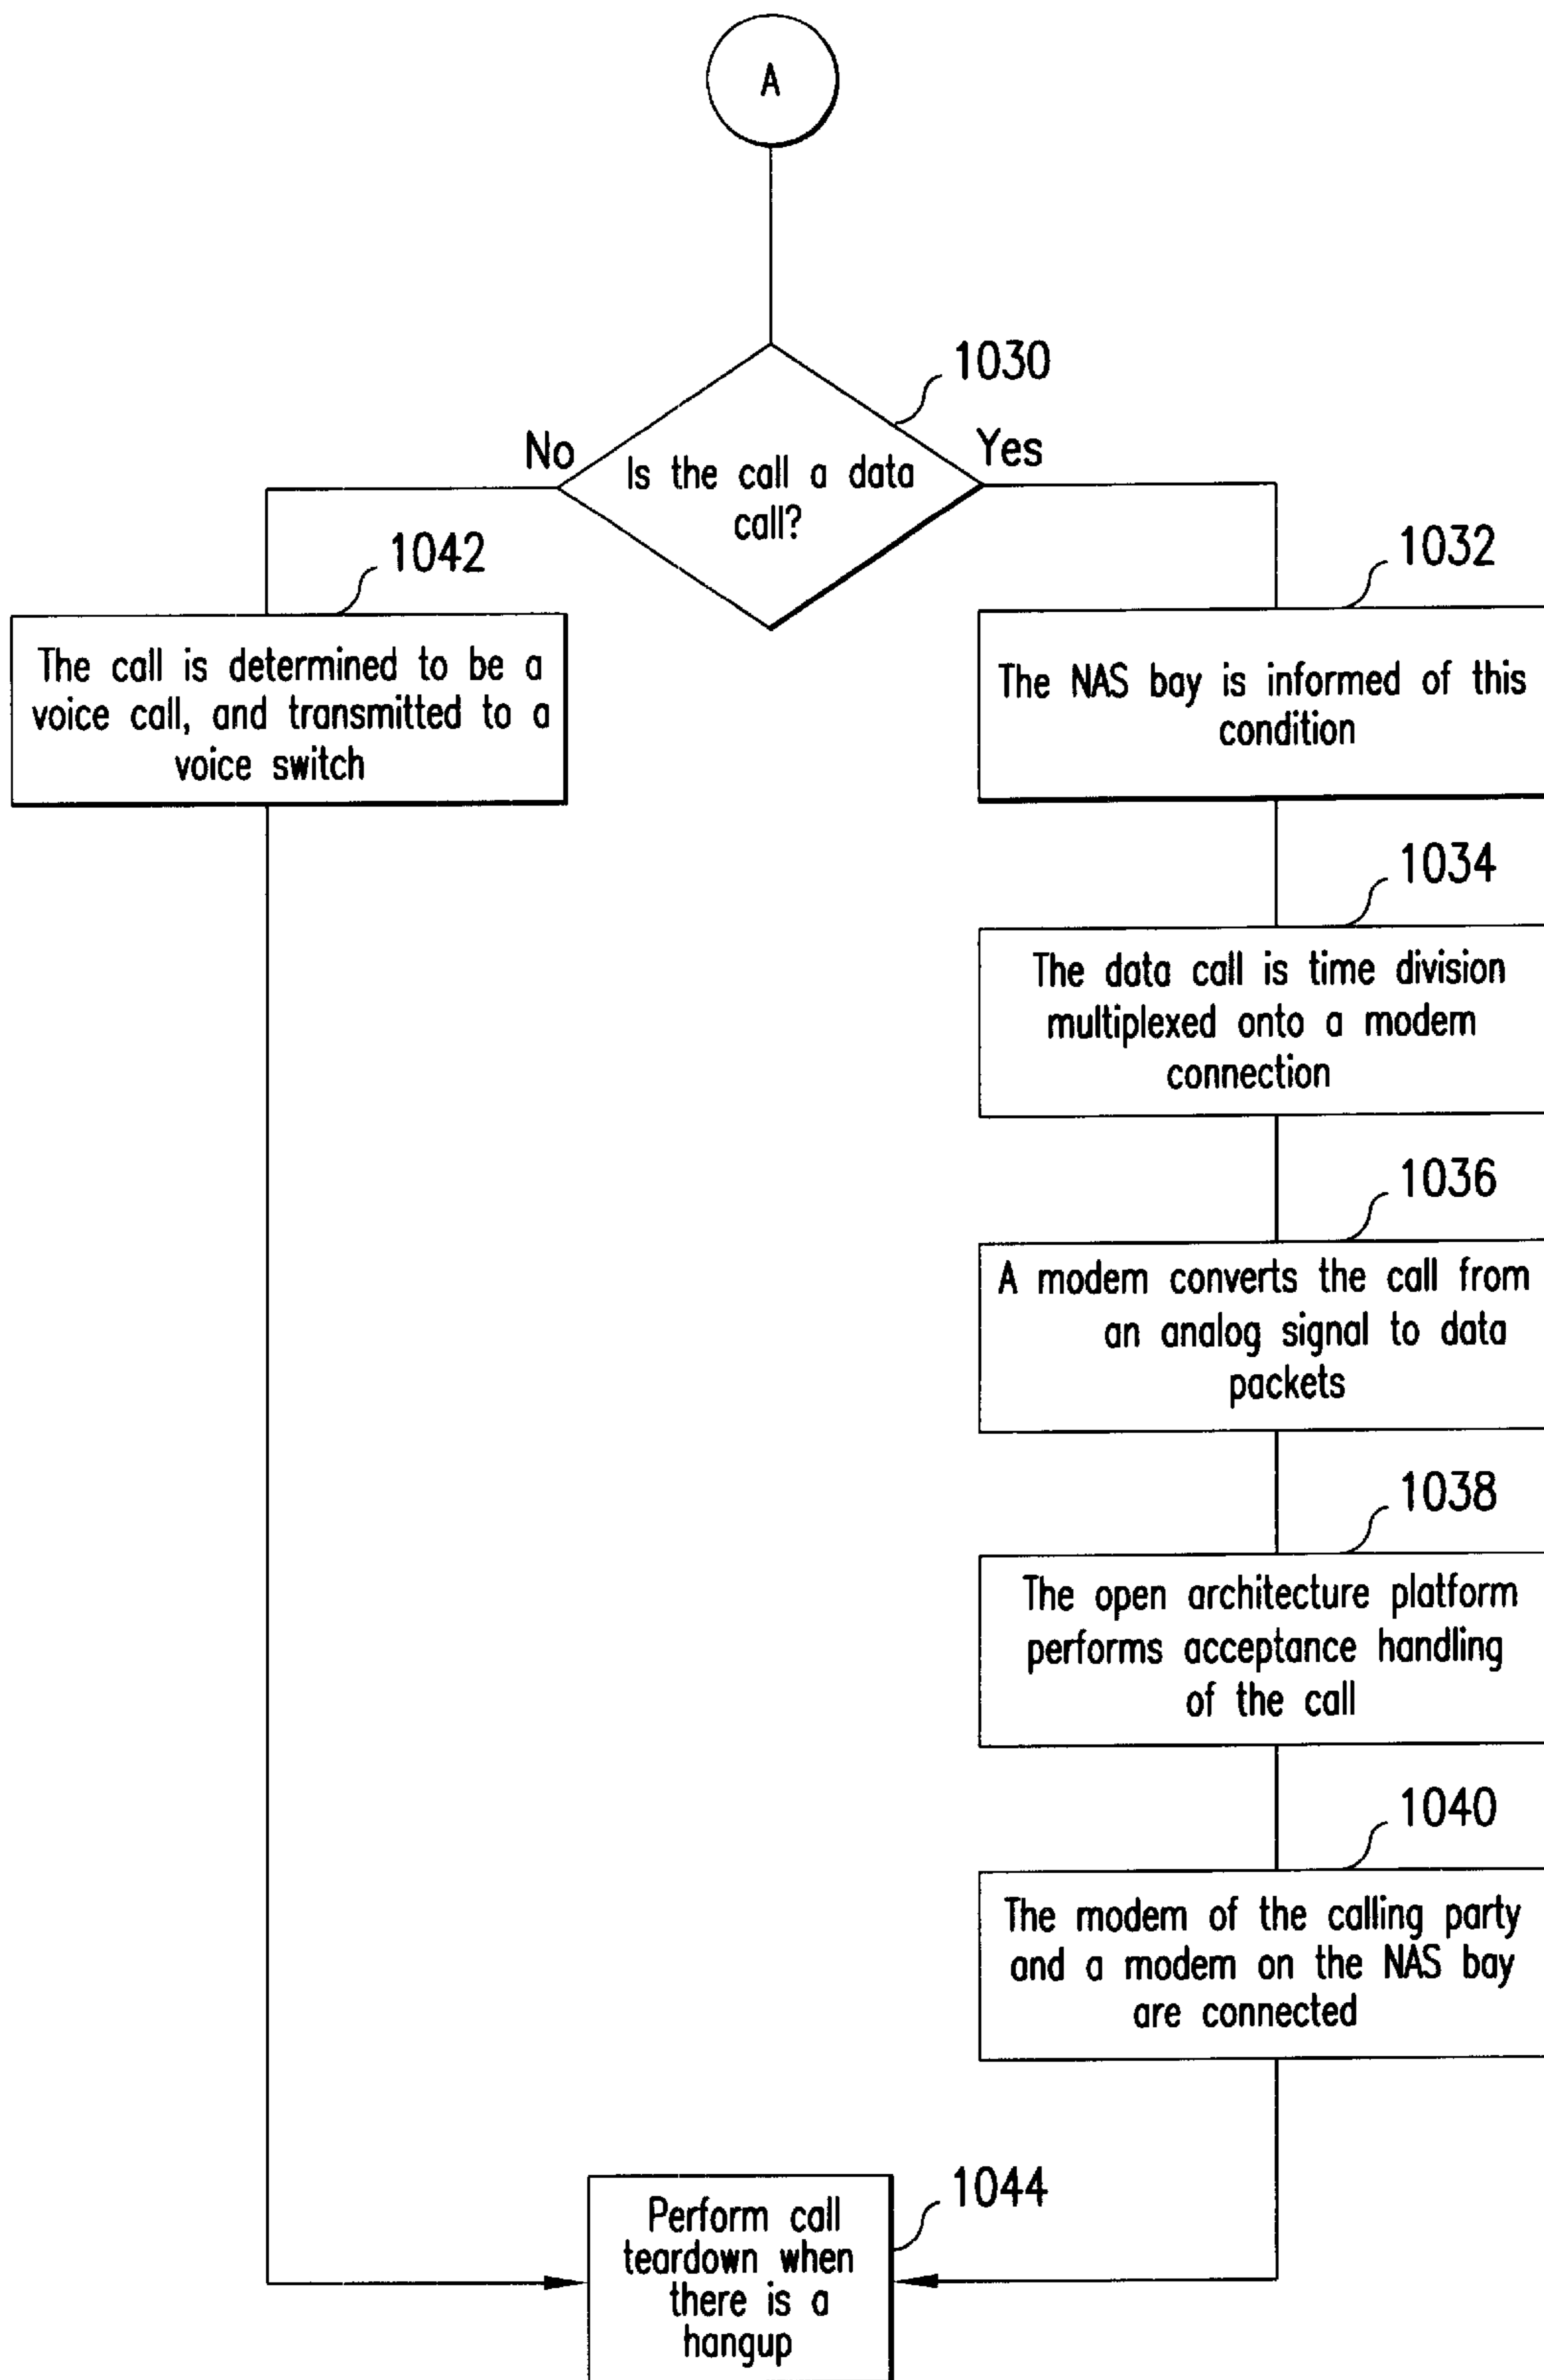 A
1030
No
Yes
Is the call a data
call?
1042
The call is determined to be a
voice call, and transmitted to a
voice switch
1032
The NAS bay is informed of this
condition
1034
The data call is time division
multiplexed onto a modem
connection
1036
A modem converts the call from
an analog signal to data
packets
1038
The open architecture platform
performs acceptance handling
of the call
1040
The modem of the calling party
and a modem on the NAS bay
are connected
1044
Perform call
teardown when
there is a
hangup